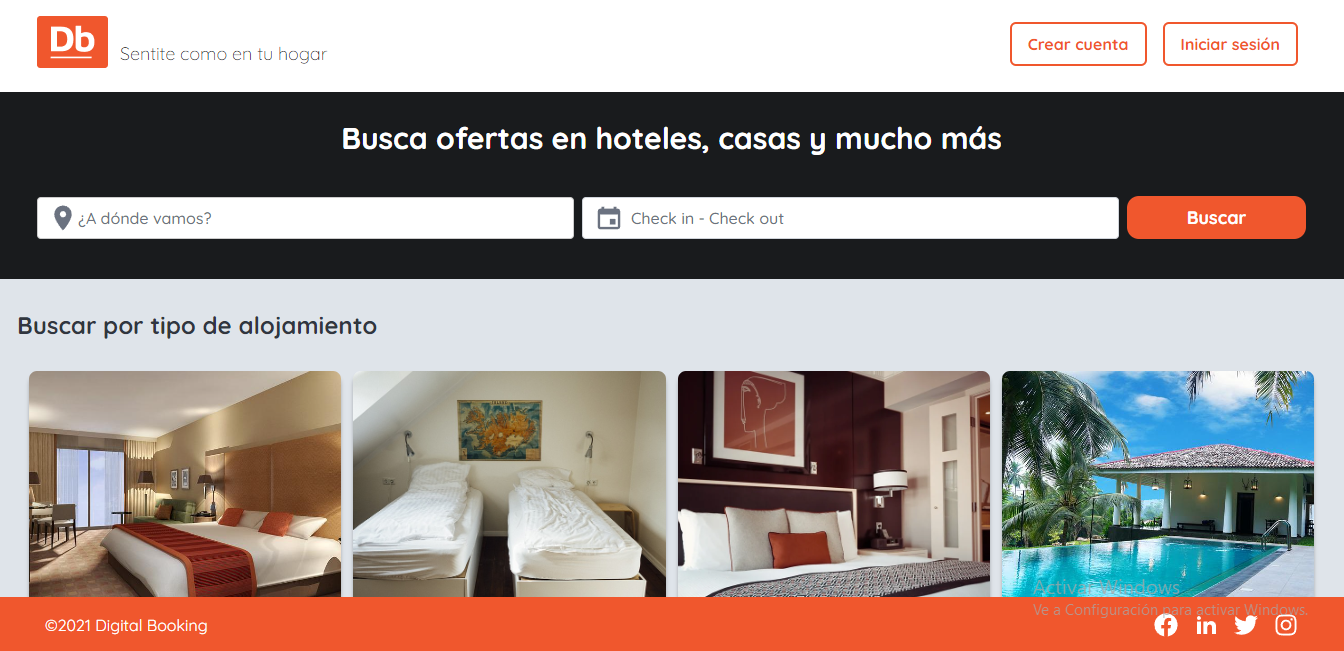 Db
Sentite como en tu hogar
Crear cuenta
Iniciar sesión
Busca ofertas en hoteles, casas y mucho más
¿A dónde vamos?
Check in - Check out
Buscar
Buscar por tipo de alojamiento
Activar Windows
Ve a Configuración para activar Windows.
©2021 Digital Booking